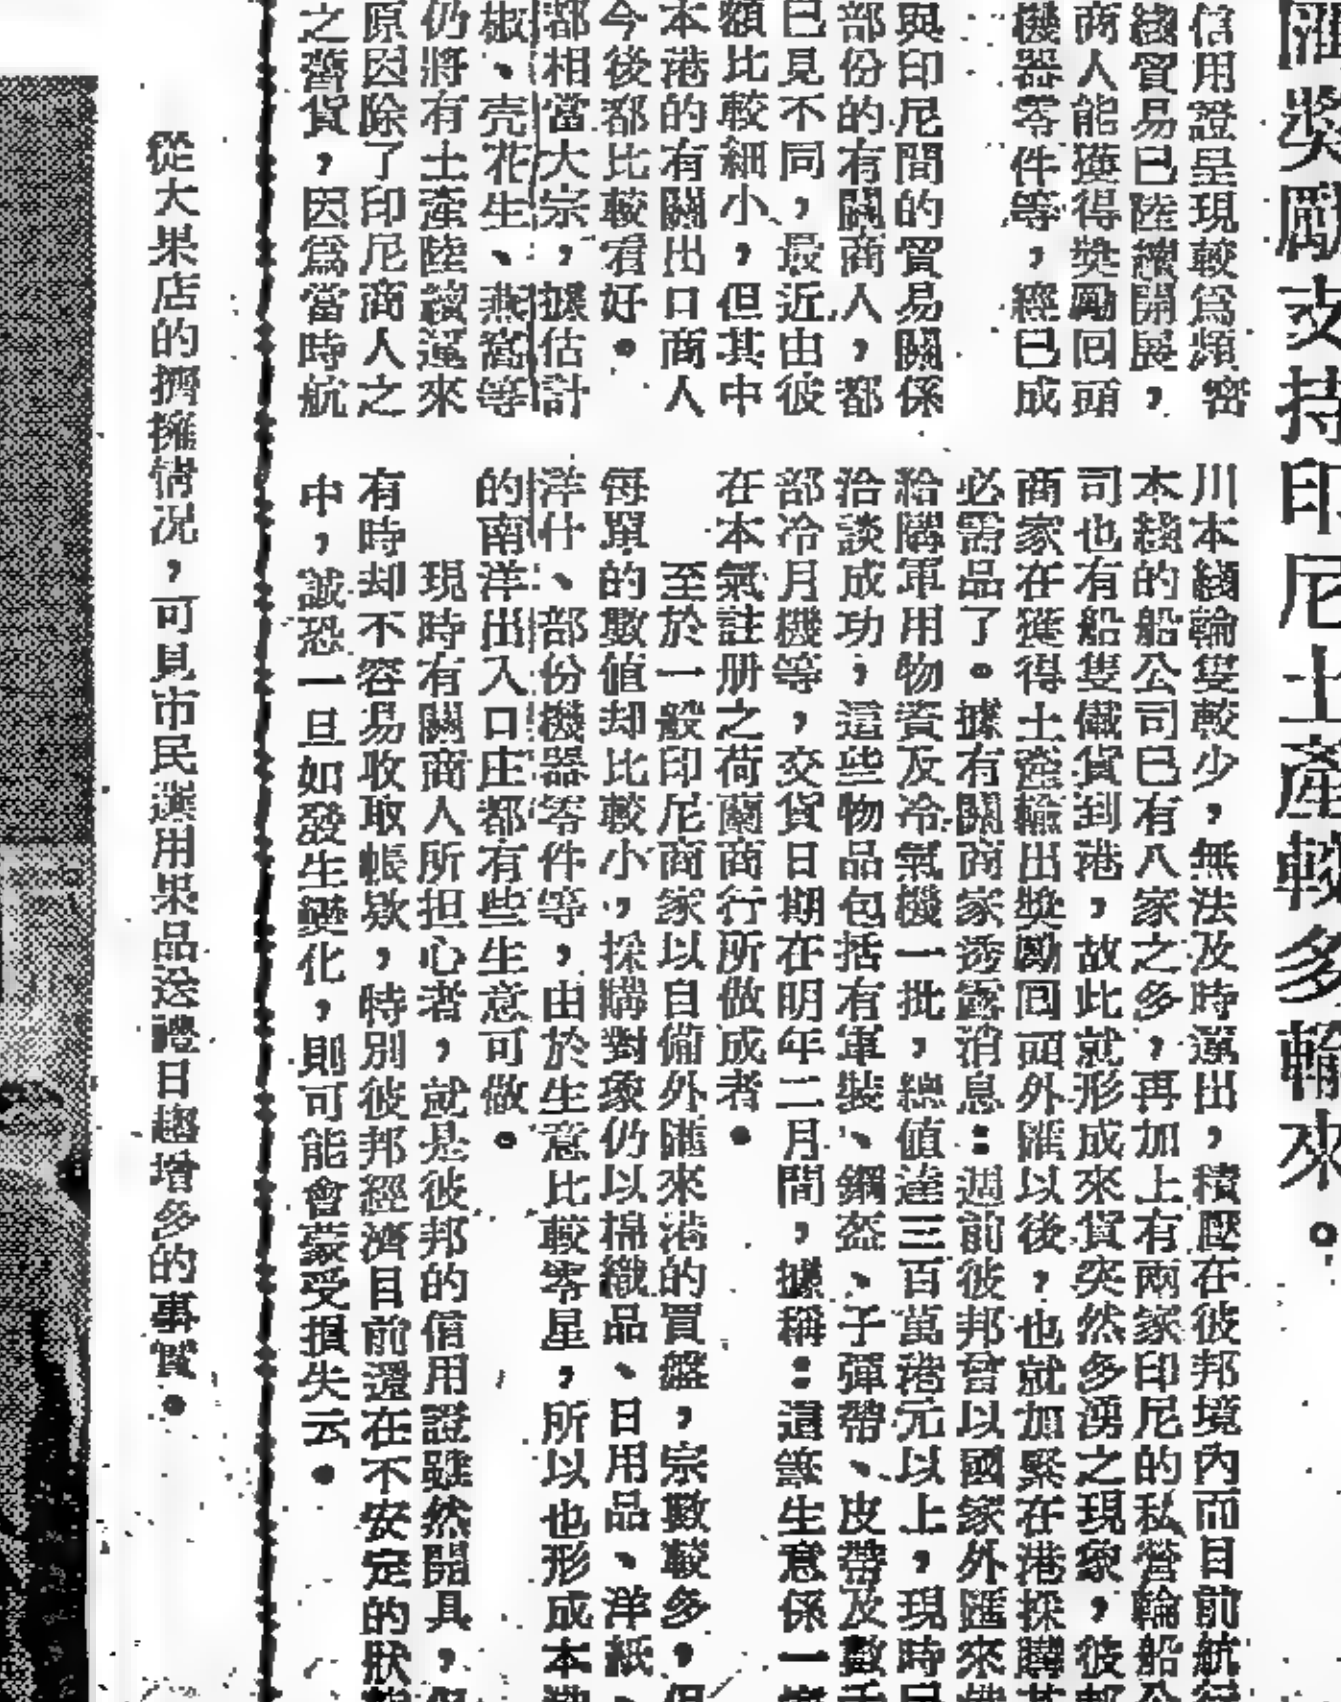 匯獎勵支持印尼土產較多輸來。
信用證呈現較爲頻密
綫貿易已陸續開展，
商人能獲得獎勵回頭
機器零件等，經已成
與印尼間的貿易關係
部份的有關商人，都
已見不同，最近由彼
額比較細小，但其中
本港的有關出口商人
今後都比較看好。
都相當大宗，據估計
椒、壳花生、燕窩等
仍將有土產陸續運來
原因除了印尼商人之
之舊貨，因爲當時航
川本綫輪隻較少，無法及時運出，積壓在彼邦境內而目前航行
本綫的船公司已有八家之多，再加上有兩家印尼的私營輪船公
司也有船隻儎貨到港，故此就形成來貨突然多湧之現象，彼邦
商家在獲得土產輸出獎勵回頭外匯以後，也就加緊在港採購其
必需品了。據有關商家透露消息：週前彼邦曾以國家外匯來港
給購軍用物資及冷氣機一批，總值達三百萬港元以上，現時已
洽談成功，這些物品包括有軍裝、鋼盔、子彈帶、皮帶及數千
部冷月機等，交貨日期在明年二月間，據稱：這筆生意係一家
在本氣註册之荷蘭商行所做成者。
至於一般印尼商家以自備外匯來港的買盤，宗數較多，但
每單的數值却比較小，採購對象仍以棉織品、日用品、洋紙、
洋什、部份機器零件等，由於生意比較零星，所以也形成本港
的南洋出入口庄都有些生意可做。
現時有關商人所担心者，就是彼邦的信用證雖然開具，但
有時却不容易收取帳欵，特別彼邦經濟目前還在不安定的狀態
中，誠恐一旦如發生變化，則可能會蒙受損失云。
從大果店的擠擁情况，可見市民選用果品送禮日趨增多的事實。